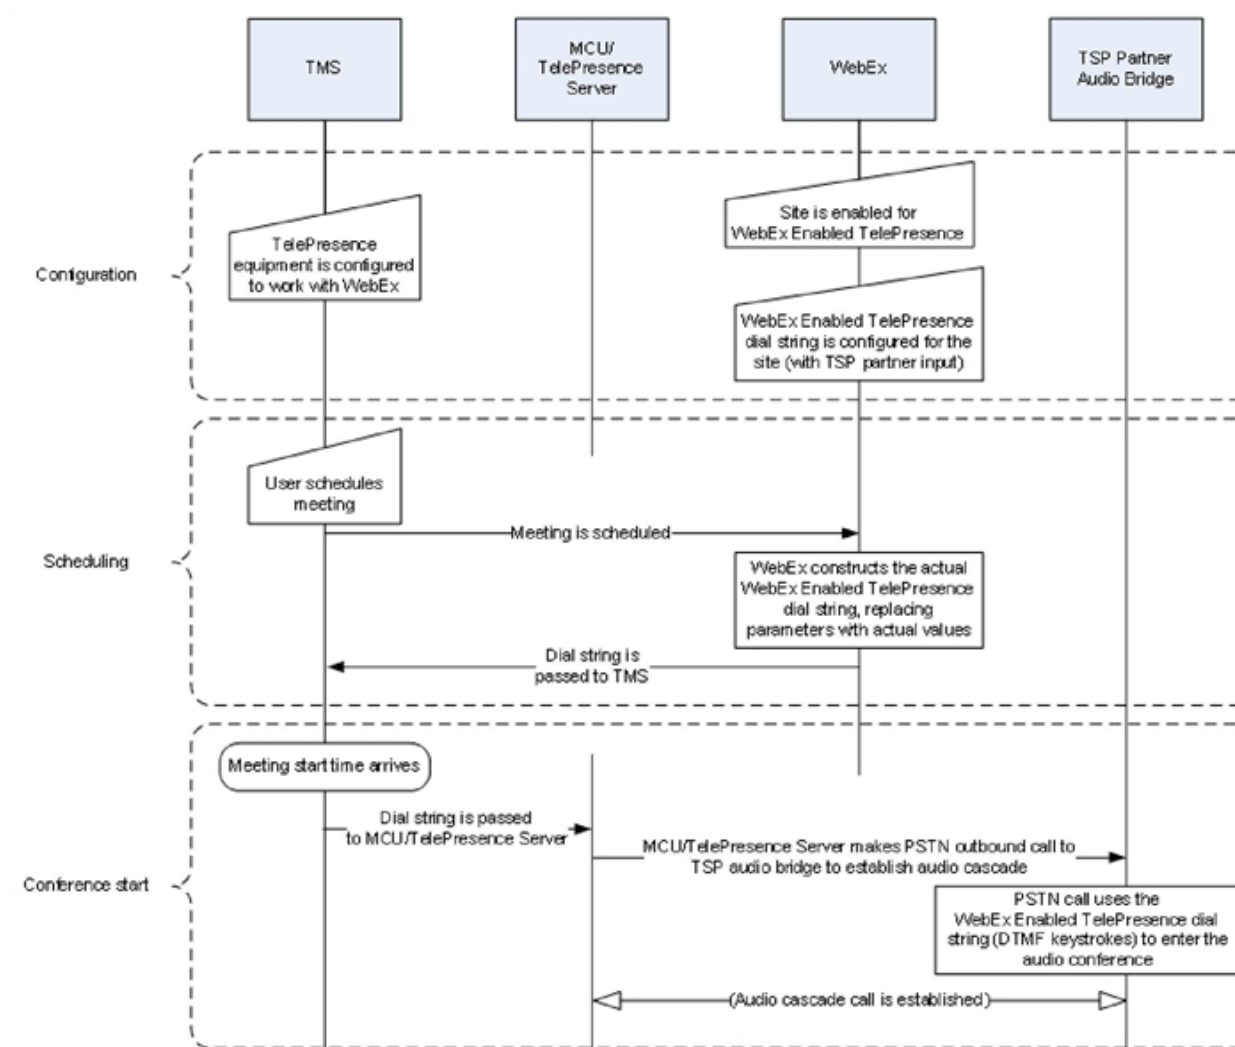 TMS
MCU/
TelePresence
Server
WebEx
TSP Partner
Audio Bridge
Configuration
TelePresence
equipment is configured
to work with WebEx
Site is enabled for
WebEx Enabled TelePresence
WebEx Enabled TelePresence
dial string is configured for the
site (with TSP partner input)
Scheduling
User schedules
meeting
Meeting is scheduled
WebEx constructs the actual
WebEx Enabled TelePresence
dial string, replacing
parameters with actual values
Dial string is
passed to TMS
Conference start
Meeting start time arrives
Dial string is passed
to MCU/TelePresence Server
MCU/TelePresence Server makes PSTN outbound call to
TSP audio bridge to establish audio cascade
PSTN call uses the
WebEx Enabled TelePresence dial
string (DTMF keystrokes) to enter the
audio conference
(Audio cascade call is established)